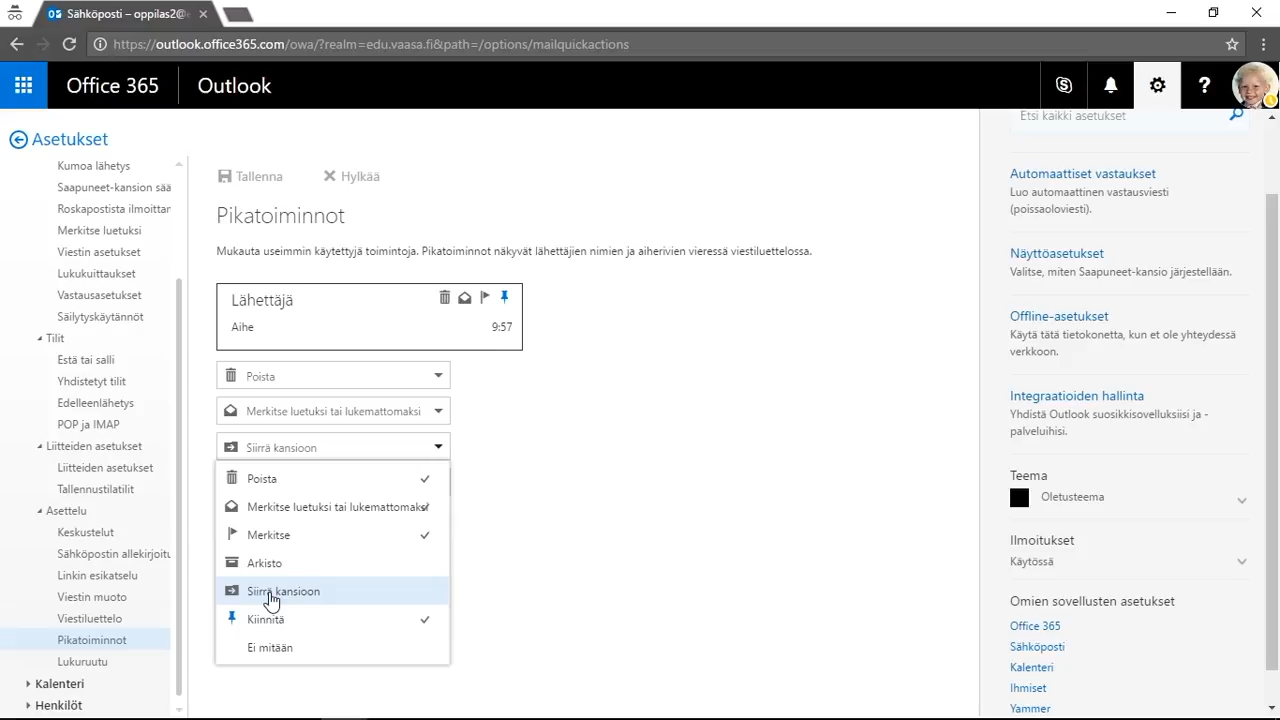 Sähköposti – oppilas2@
https://outlook.office365.com/owa/?realm=edu.vaasa.fi&path=/options/mailquickactions
Office 365
Outlook
Asetukset
Kumoa lähetys
Saapuneet-kansion sää
Roskapostista ilmoittar
Merkitse luetuksi
Viestin asetukset
Lukukuittaukset
Vastausasetukset
Säilytyskäytännöt
Tilit
Estä tai salli
Yhdistetyt tilit
Edelleenlähetys
POP ja IMAP
Liitteiden asetukset
Liitteiden asetukset
Tallennustilatilit
Asettelu
Keskustelut
Sähköpostin allekirjoitu
Linkin esikatselu
Viestin muoto
Viestiluettelo
Pikatoiminnot
Lukuruutu
Kalenteri
Henkilöt
Tallenna
Hylkää
Pikatoiminnot
Mukauta useimmin käytettyjä toimintoja. Pikatoiminnot näkyvät lähettäjien nimien ja aiherivien vieressä viestiluettelossa.
Lähettäjä
Aihe 9:57
Poista
Merkitse luetuksi tai lukemattomaksi
Siirrä kansioon
Poista
Merkitse luetuksi tai lukemattomaksi
Merkitse
Arkisto
Siirrä kansioon
Kiinnitä
Ei mitään
Etsi kaikki asetukset
Automaattiset vastaukset
Luo automaattinen vastausviesti
(poissaoloviesti).
Näyttöasetukset
Valitse, miten Saapuneet-kansio järjestellään.
Offline-asetukset
Käytä tätä tietokonetta, kun et ole yhteydessä
verkkoon.
Integraatioiden hallinta
Yhdistä Outlook suosikkisovelluksiisi ja -
palveluihisi.
Teema
Oletusteema
Ilmoitukset
Käytössä
Omien sovellusten asetukset
Office 365
Sähköposti
Kalenteri
Ihmiset
Yammer